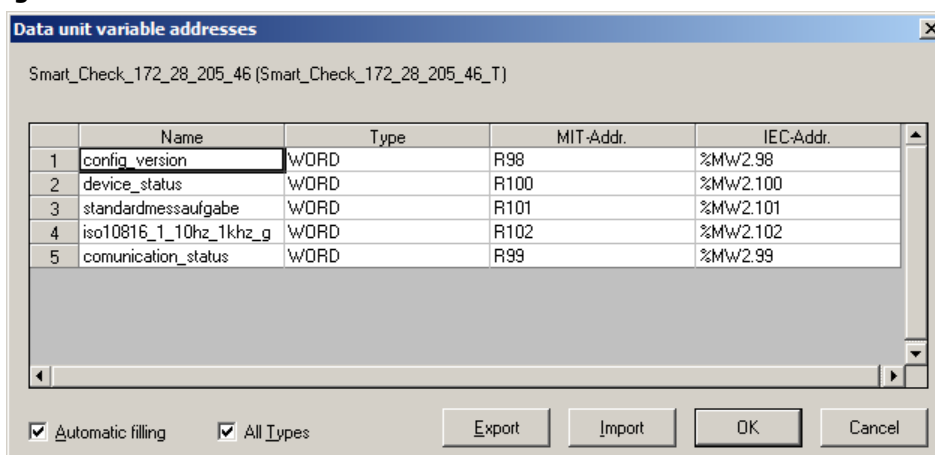 Data unit variable addresses
Smart_Check_172_28_205_46 (Smart_Check_172_28_205_46_T)
Name Type MIT-Addr. IEC-Addr.
1 config_version WORD R98 %MW2.98
2 device_status WORD R100 %MW2.100
3 standardmessaufgabe WORD R101 %MW2.101
4 iso10816_1_10hz_1khz_g WORD R102 %MW2.102
5 comunication_status WORD R99 %MW2.99
Automatic filling All Types Export Import OK Cancel